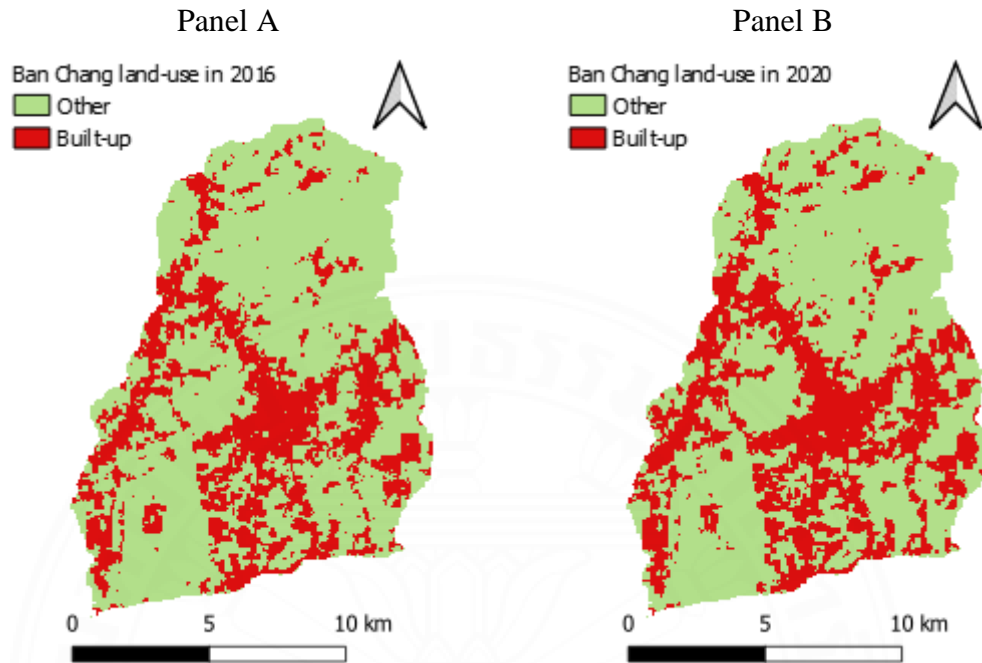 Panel A
Ban Chang land-use in 2016
Other
Built-up
0 5 10 km
Panel B
Ban Chang land-use in 2020
Other
Built-up
0 5 10 km